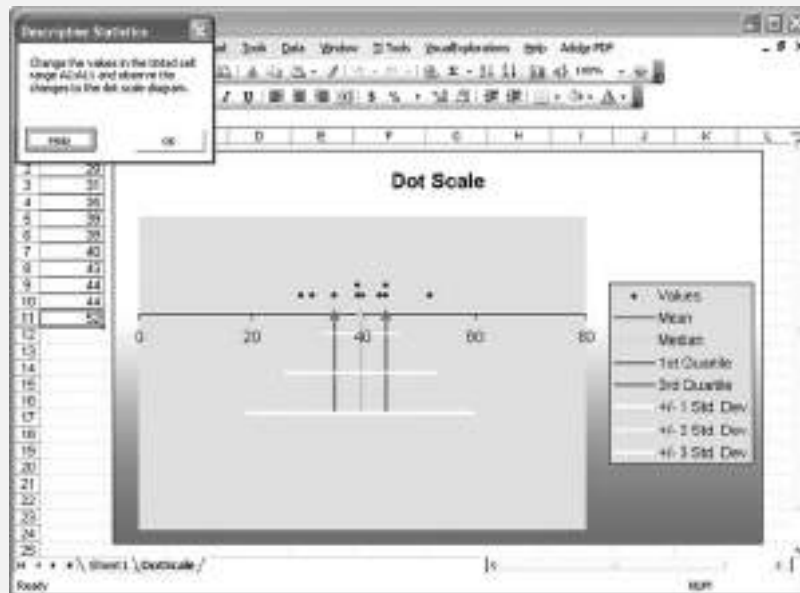 Descriptive Statistics
Change the values in the tinted cell
range A2:A11 and observe the
changes to the dot scale diagram.
Help
OK
Tools Data Window Help Adobe PDF
100%
D E F G H I J K L
2 29
3 31
4 35
5 39
6 39
7 40
8 43
9 44
10 44
11 52
12
13
14
15
16
17
18
19
20
21
22
23
24
25
Dot Scale
0 20 40 60 80
Values
Mean
Median
1st Quartile
3rd Quartile
+/- 1 Std. Dev
+/- 2 Std. Dev
+/- 3 Std. Dev
Sheet1 DotScale
Ready
NUM